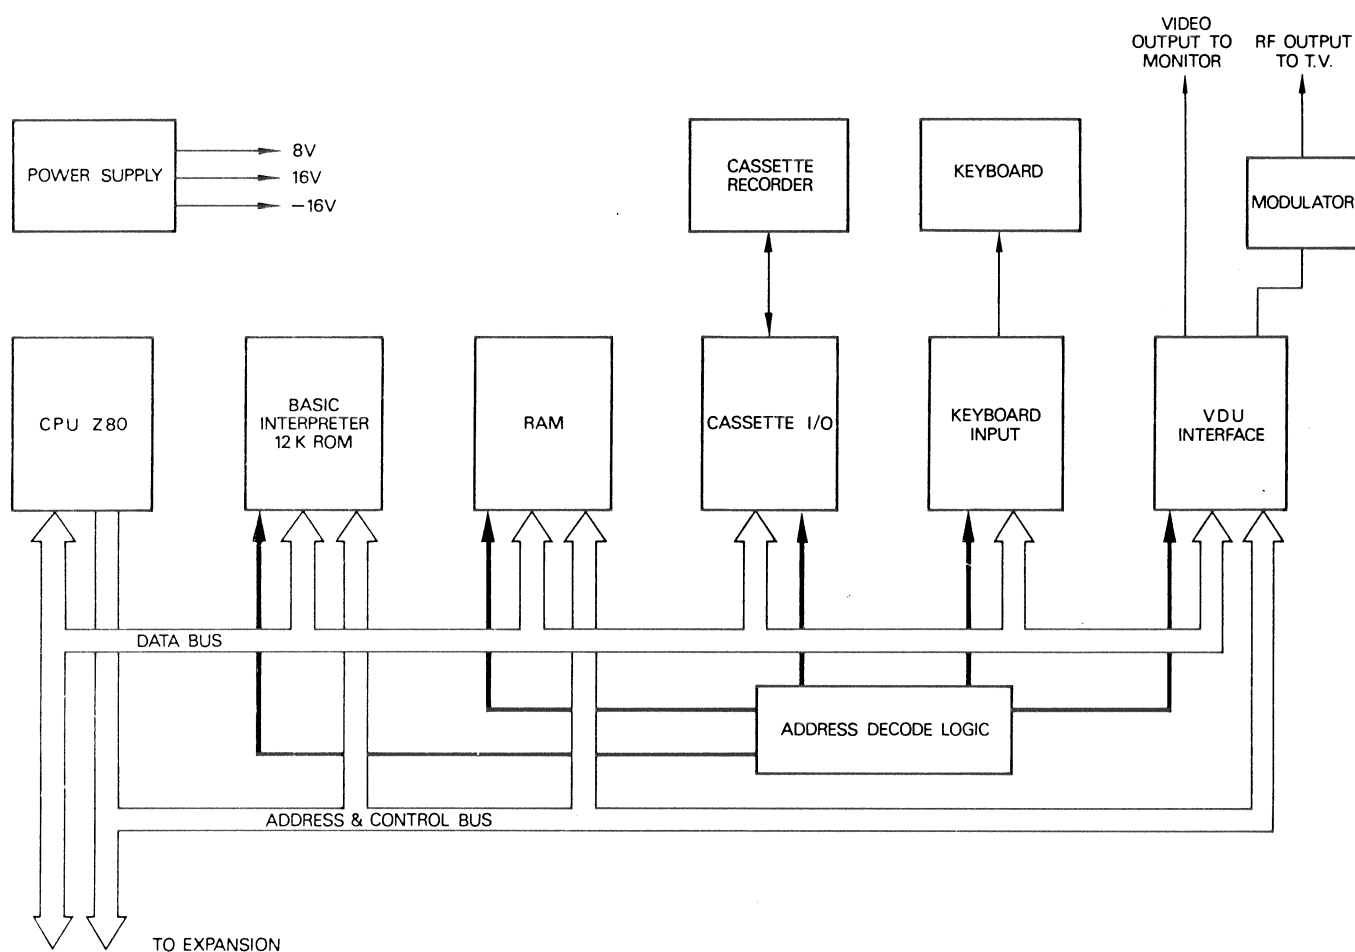 VIDEO
OUTPUT TO
MONITOR
RF OUTPUT
TO T.V.
POWER SUPPLY
8V
16V
–16V
CASSETTE
RECORDER
KEYBOARD
MODULATOR
CPU Z80
BASIC
INTERPRETER
12K ROM
RAM
CASSETTE I/O
KEYBOARD
INPUT
VDU
INTERFACE
DATA BUS
ADDRESS DECODE LOGIC
ADDRESS & CONTROL BUS
TO EXPANSION